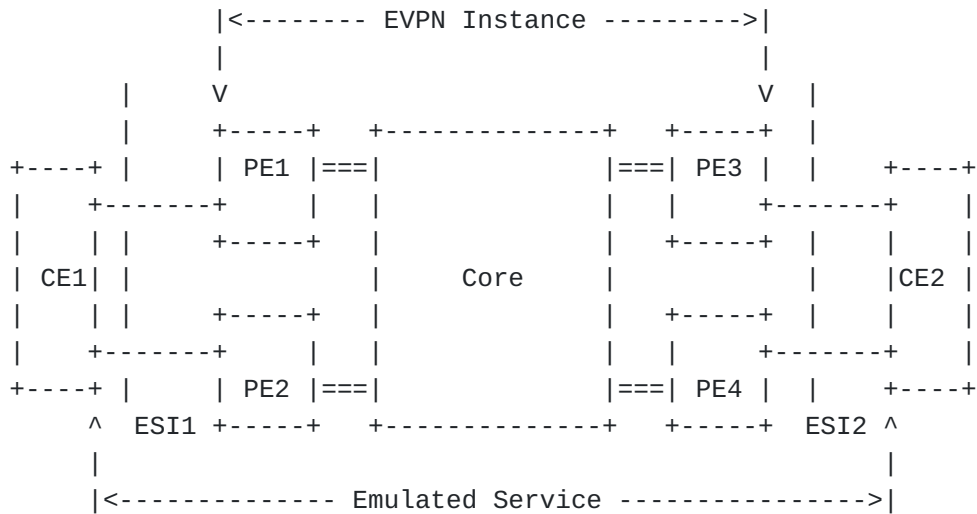 EVPN Instance
PE1 PE3
CE1 Core CE2
PE2 PE4
ESI1 ESI2
Emulated Service